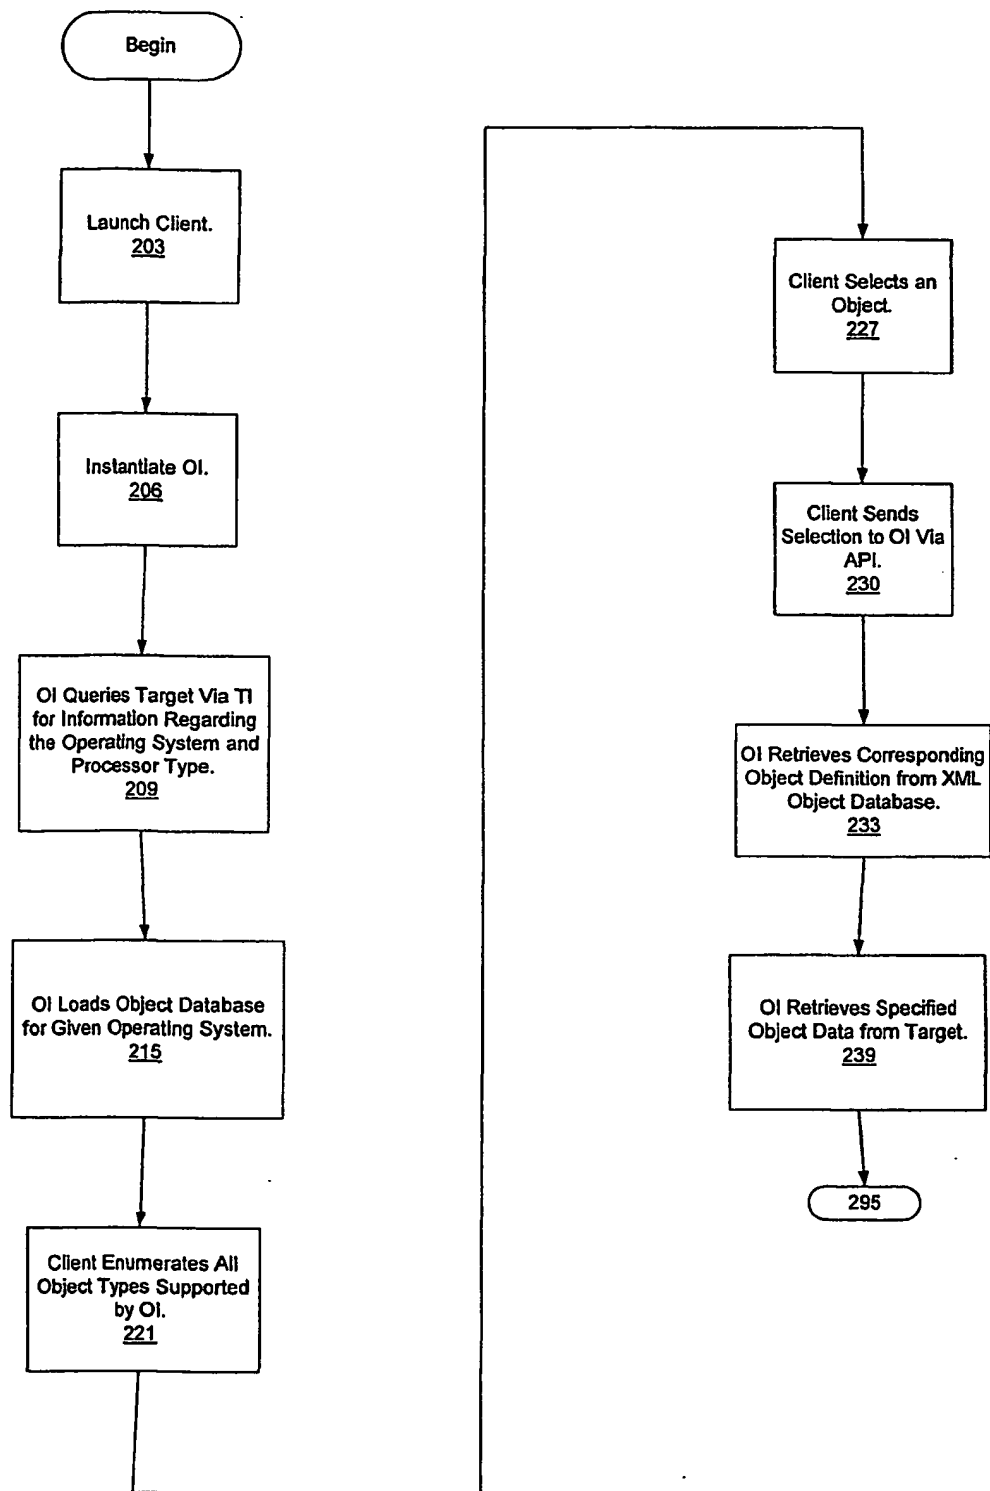 Begin
Launch Client.
203
Instantiate OI.
206
OI Queries Target Via TI
for Information Regarding
the Operating System and
Processor Type.
209
OI Loads Object Database
for Given Operating System.
215
Client Enumerates All
Object Types Supported
by OI.
221
Client Selects an
Object.
227
Client Sends
Selection to OI Via
API.
230
OI Retrieves Corresponding
Object Definition from XML
Object Database.
233
OI Retrieves Specified
Object Data from Target.
239
295